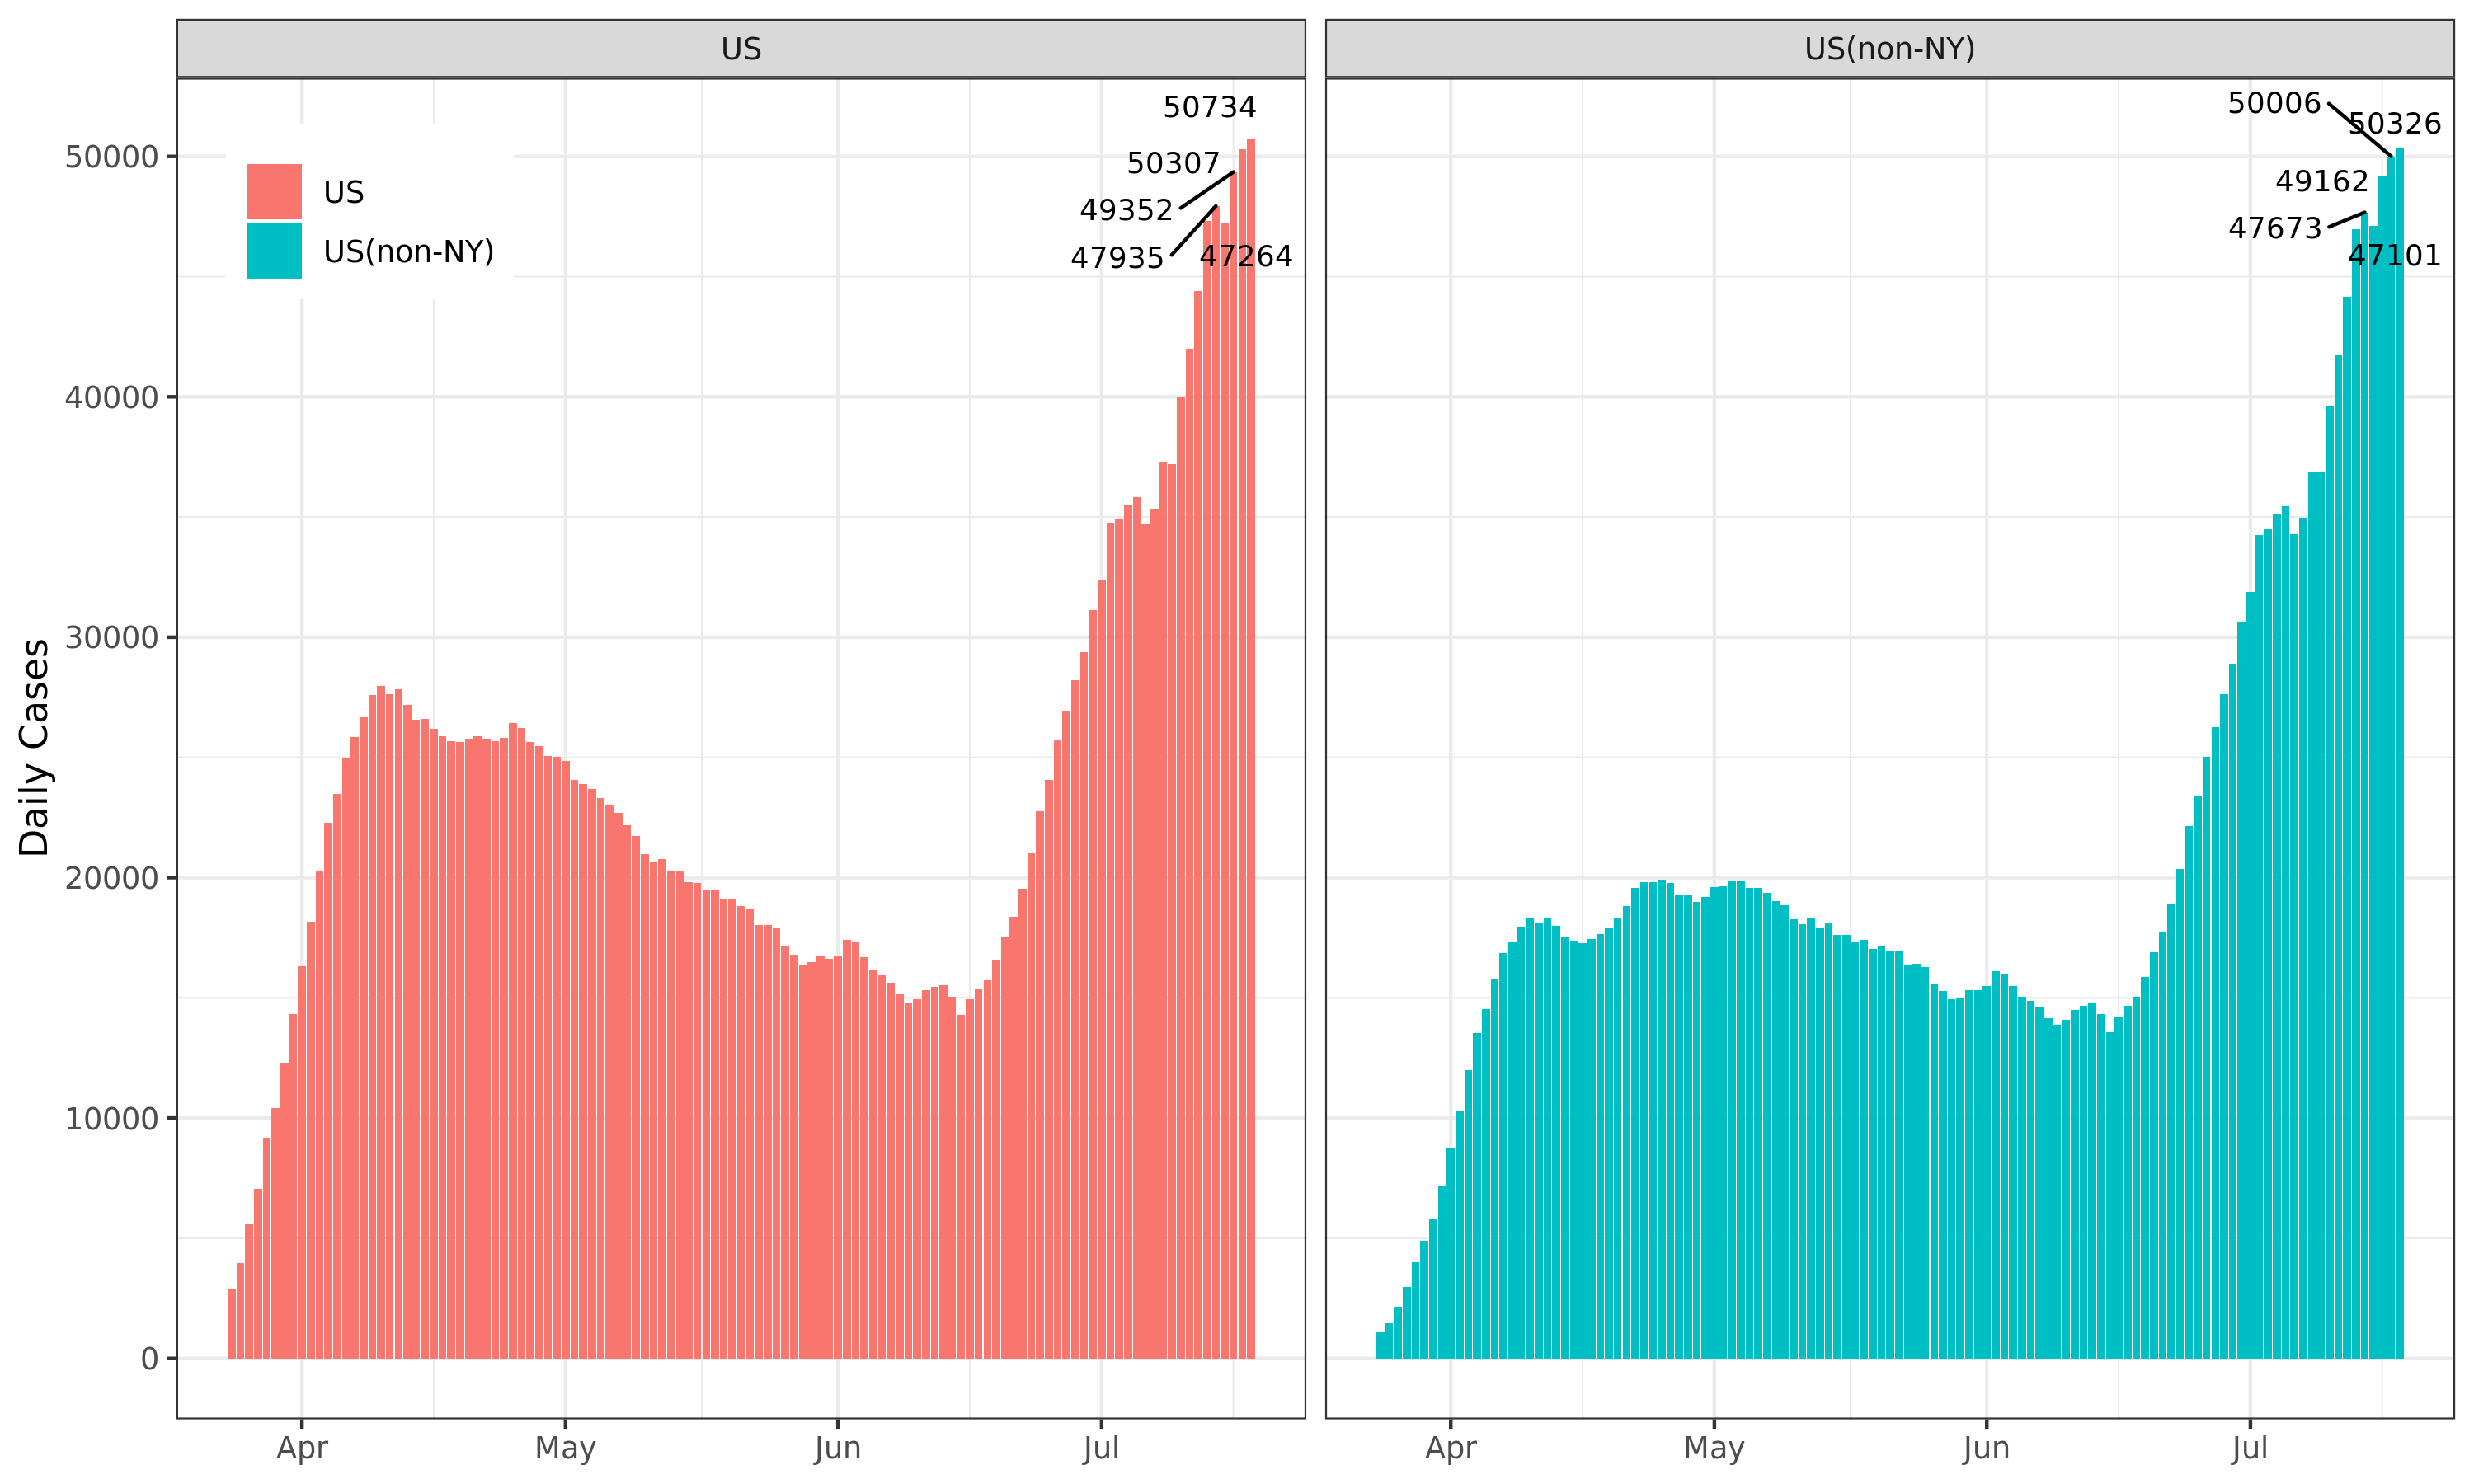 US
US(non-NY)
Daily Cases
50000
40000
30000
20000
10000
0
US
US(non-NY)
50734
50307
49352
47935
47264
50006
50326
49162
47673
47101
Apr
May
Jun
Jul
Apr
May
Jun
Jul